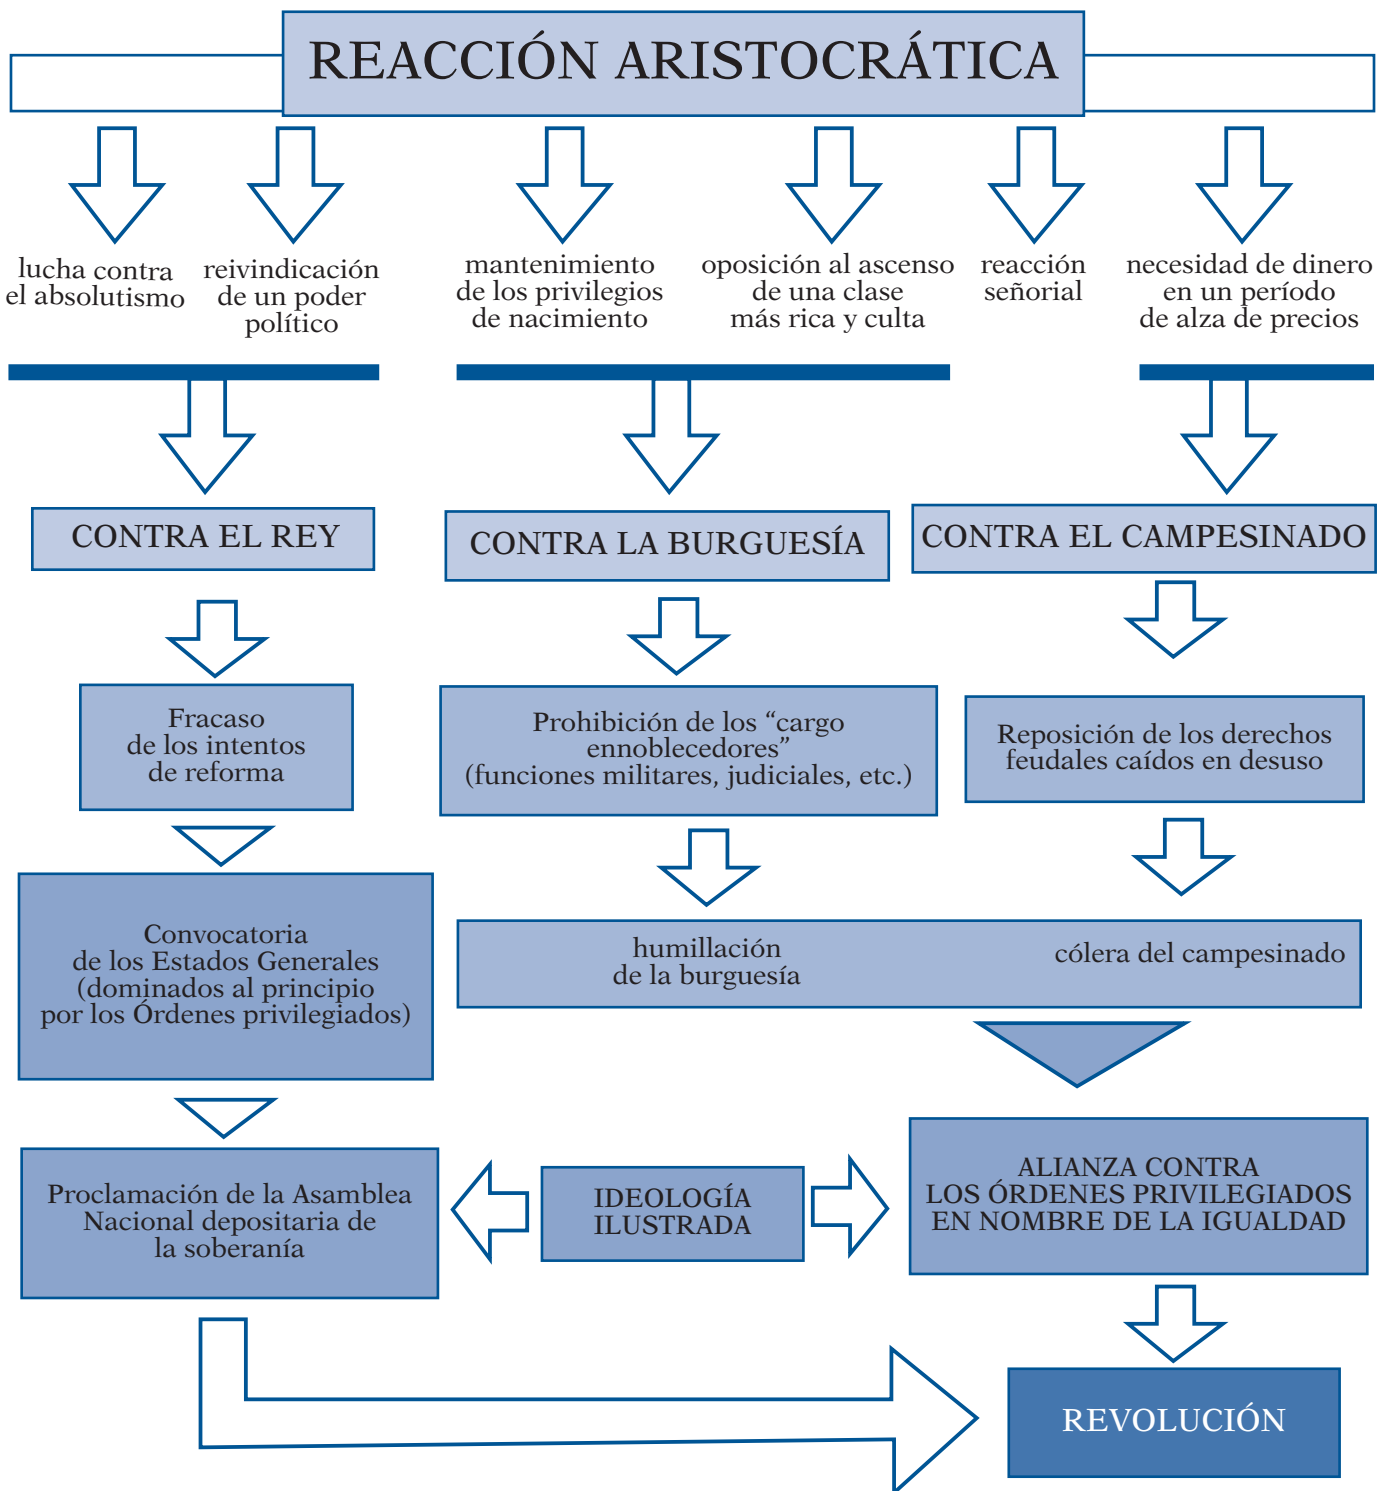 REACCIÓN ARISTOCRÁTICA
lucha contra
el absolutismo
reivindicación
de un poder
político
mantenimiento
de los privilegios
de nacimiento
oposición al ascenso
de una clase
más rica y culta
reacción
señorial
necesidad de dinero
en un período
de alza de precios
CONTRA EL REY
CONTRA LA BURGUESÍA
CONTRA EL CAMPESINADO
Fracaso
de los intentos
de reforma
Prohibición de los “cargo
ennoblecedores”
(funciones militares, judiciales, etc.)
Reposición de los derechos
feudales caídos en desuso
Convocatoria
de los Estados Generales
(dominados al principio
por los Órdenes privilegiados)
humillación
de la burguesía
cólera del campesinado
Proclamación de la Asamblea
Nacional depositaria de
la soberanía
IDEOLOGÍA
ILUSTRADA
ALIANZA CONTRA
LOS ÓRDENES PRIVILEGIADOS
EN NOMBRE DE LA IGUALDAD
REVOLUCIÓN